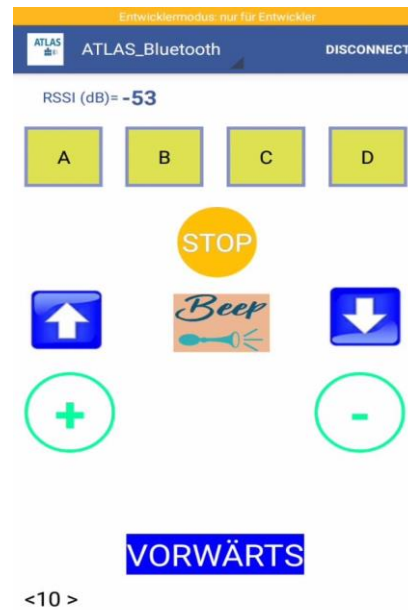 Entwicklermodus: nur für Entwickler
ATLAS
ATLAS_Bluetooth
DISCONNECT
RSSI (dB)= -53
A B C D
STOP
Beep
+ -
VORWÄRTS
<10 >